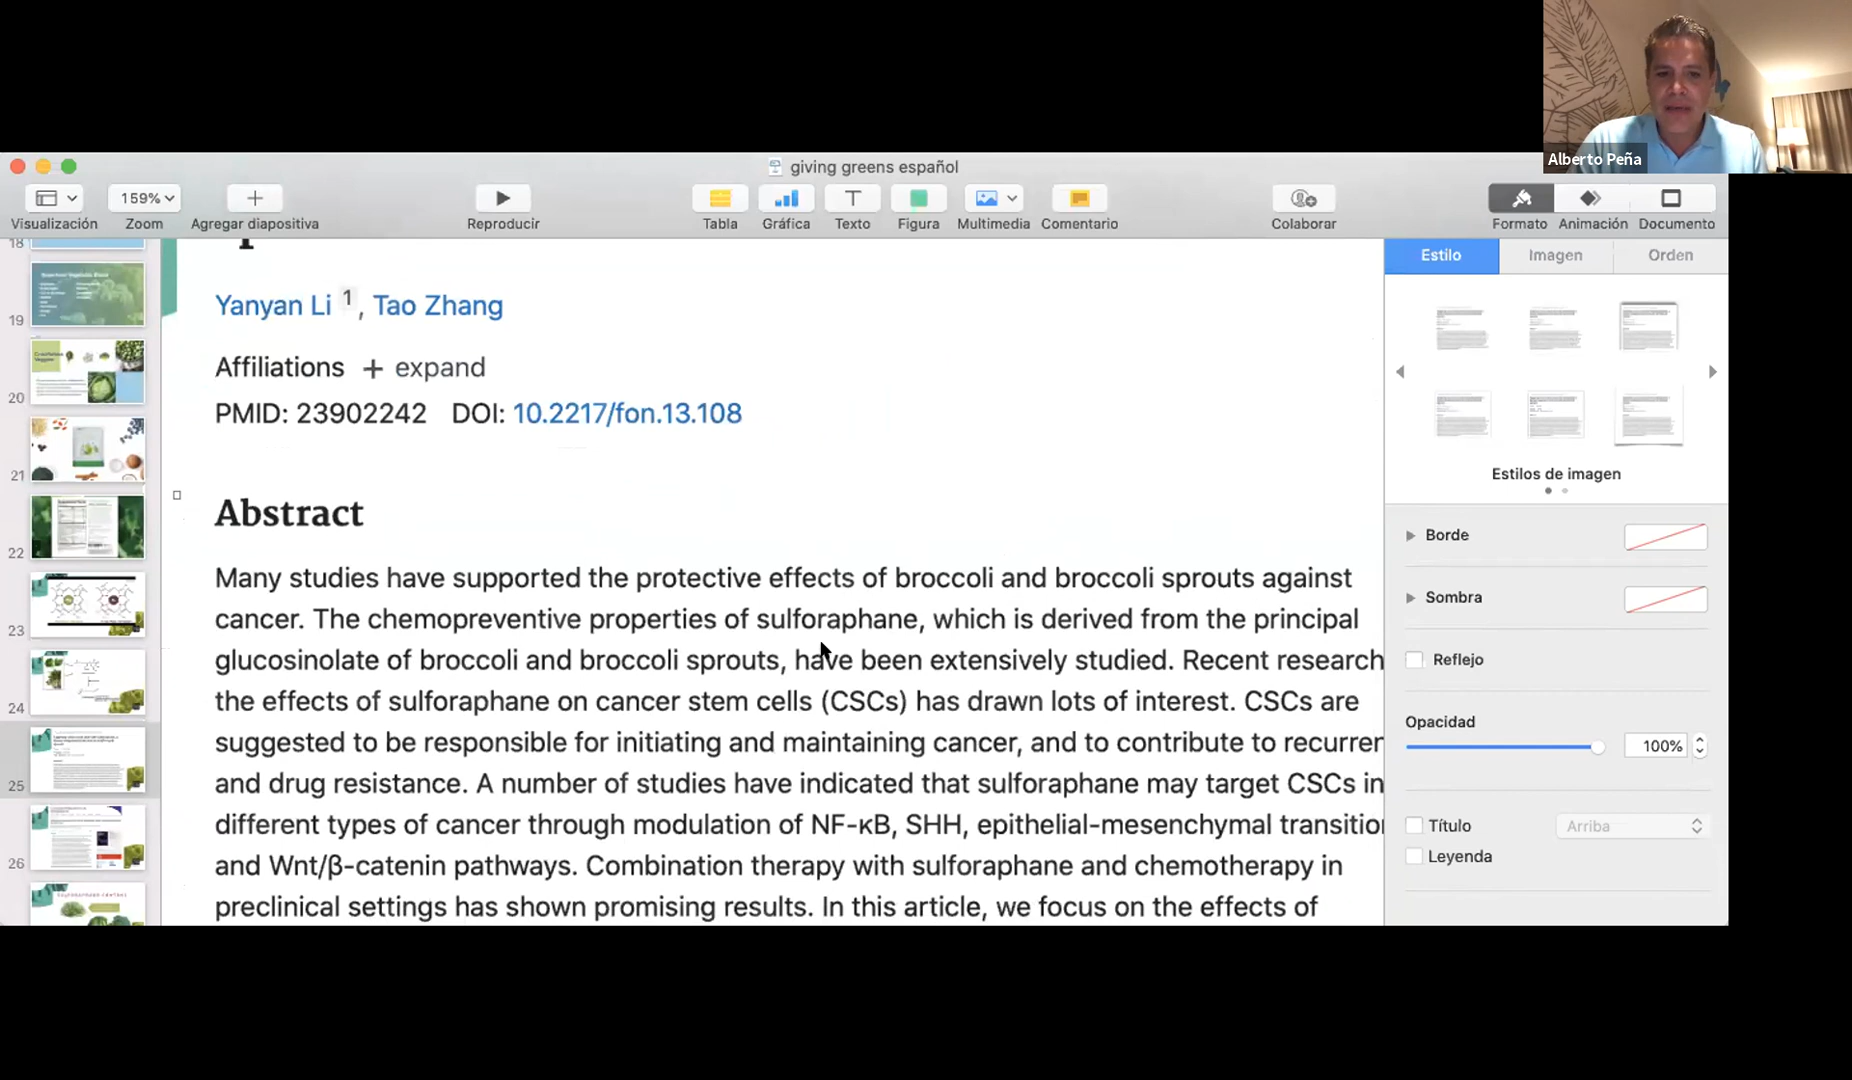 Alberto Peña
giving greens español
159%
Visualización Zoom Agregar diapositiva Reproducir Tabla Gráfica Texto Figura Multimedia Comentario Colaborar Formato Animación Documento
Estilo Imagen Orden
18
19
20
21
22
23
24
25
26
Yanyan Li 1, Tao Zhang
Affiliations + expand
PMID: 23902242 DOI: 10.2217/fon.13.108
Abstract
Many studies have supported the protective effects of broccoli and broccoli sprouts against
cancer. The chemopreventive properties of sulforaphane, which is derived from the principal
glucosinolate of broccoli and broccoli sprouts, have been extensively studied. Recent research
the effects of sulforaphane on cancer stem cells (CSCs) has drawn lots of interest. CSCs are
suggested to be responsible for initiating and maintaining cancer, and to contribute to recurren
and drug resistance. A number of studies have indicated that sulforaphane may target CSCs in
different types of cancer through modulation of NF-κB, SHH, epithelial-mesenchymal transition
and Wnt/β-catenin pathways. Combination therapy with sulforaphane and chemotherapy in
preclinical settings has shown promising results. In this article, we focus on the effects of
Estilos de imagen
Borde
Sombra
Reflejo
Opacidad
100%
Título Arriba
Leyenda